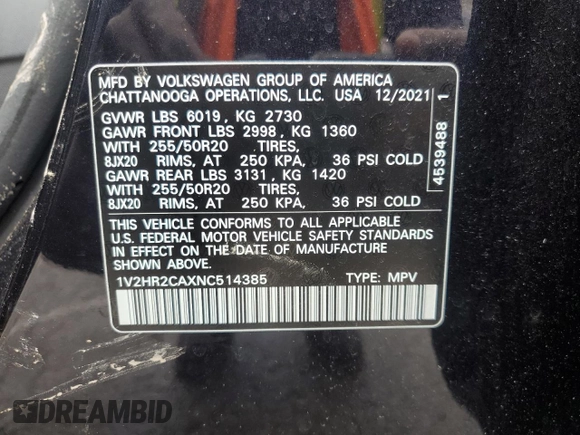 MFD BY VOLKSWAGEN GROUP OF AMERICA
CHATTANOOGA OPERATIONS, LLC. USA 12/2021
GVWR LBS 6019, KG 2730
GAWR FRONT LBS 2998, KG 1360
WITH 255/50R20 TIRES,
8JX20 RIMS, AT 250 KPA, 36 PSI COLD
GAWR REAR LBS 3131, KG 1420
WITH 255/50R20 TIRES,
8JX20 RIMS, AT 250 KPA, 36 PSI COLD
THIS VEHICLE CONFORMS TO ALL APPLICABLE
U.S. FEDERAL MOTOR VEHICLE SAFETY STANDARDS
IN EFFECT ON THE DATE OF MANUFACTURE
SHOWN ABOVE.
1V2HR2CAXNC514385 TYPE: MPV
4539488 1
DREAMBID